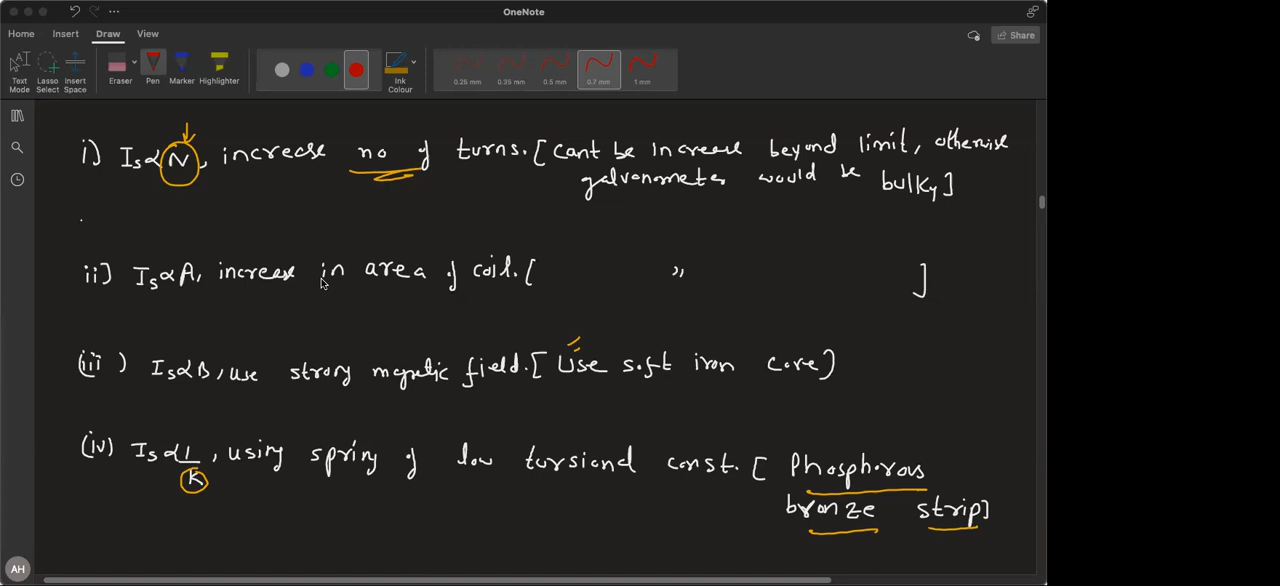 OneNote
Home Insert Draw View
Share
Text Mode Lasso Select Insert Space Eraser Pen Marker Highlighter Ink Colour 0.25 mm 0.35 mm 0.5 mm 0.7 mm 1 mm
i) Is∝N, increase no of turns. [Cant be increase beyond limit, otherwise
galvanometer would be bulky]
ii) Is∝A, increase in area of coil. [ " ]
(iii) Is∝B, use strong magnetic field. [Use soft iron core)
(iv) Is∝1/K, using spring of low torsional const. [Phosphorous
bronze strip]
AH